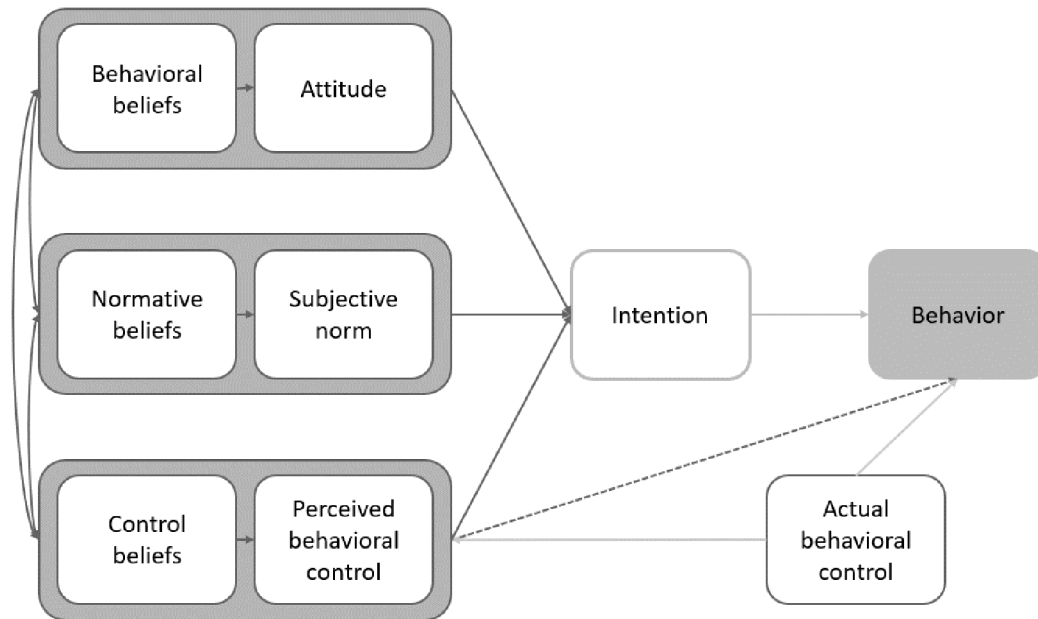 Behavioral
beliefs
Attitude
Normative
beliefs
Subjective
norm
Intention
Behavior
Control
beliefs
Perceived
behavioral
control
Actual
behavioral
control